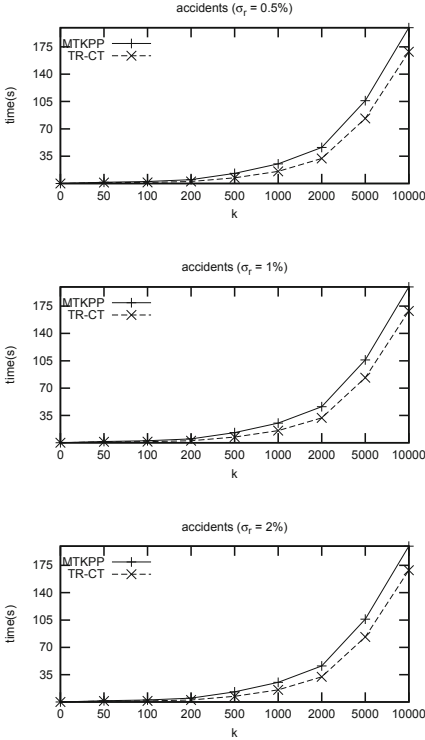 accidents (σr = 0.5%)
MTKPP
TR-CT
175
140
105
70
35
time(s)
0 50 100 200 500 1000 2000 5000 10000
k
accidents (σr = 1%)
MTKPP
TR-CT
175
140
105
70
35
time(s)
0 50 100 200 500 1000 2000 5000 10000
k
accidents (σr = 2%)
MTKPP
TR-CT
175
140
105
70
35
time(s)
0 50 100 200 500 1000 2000 5000 10000
k